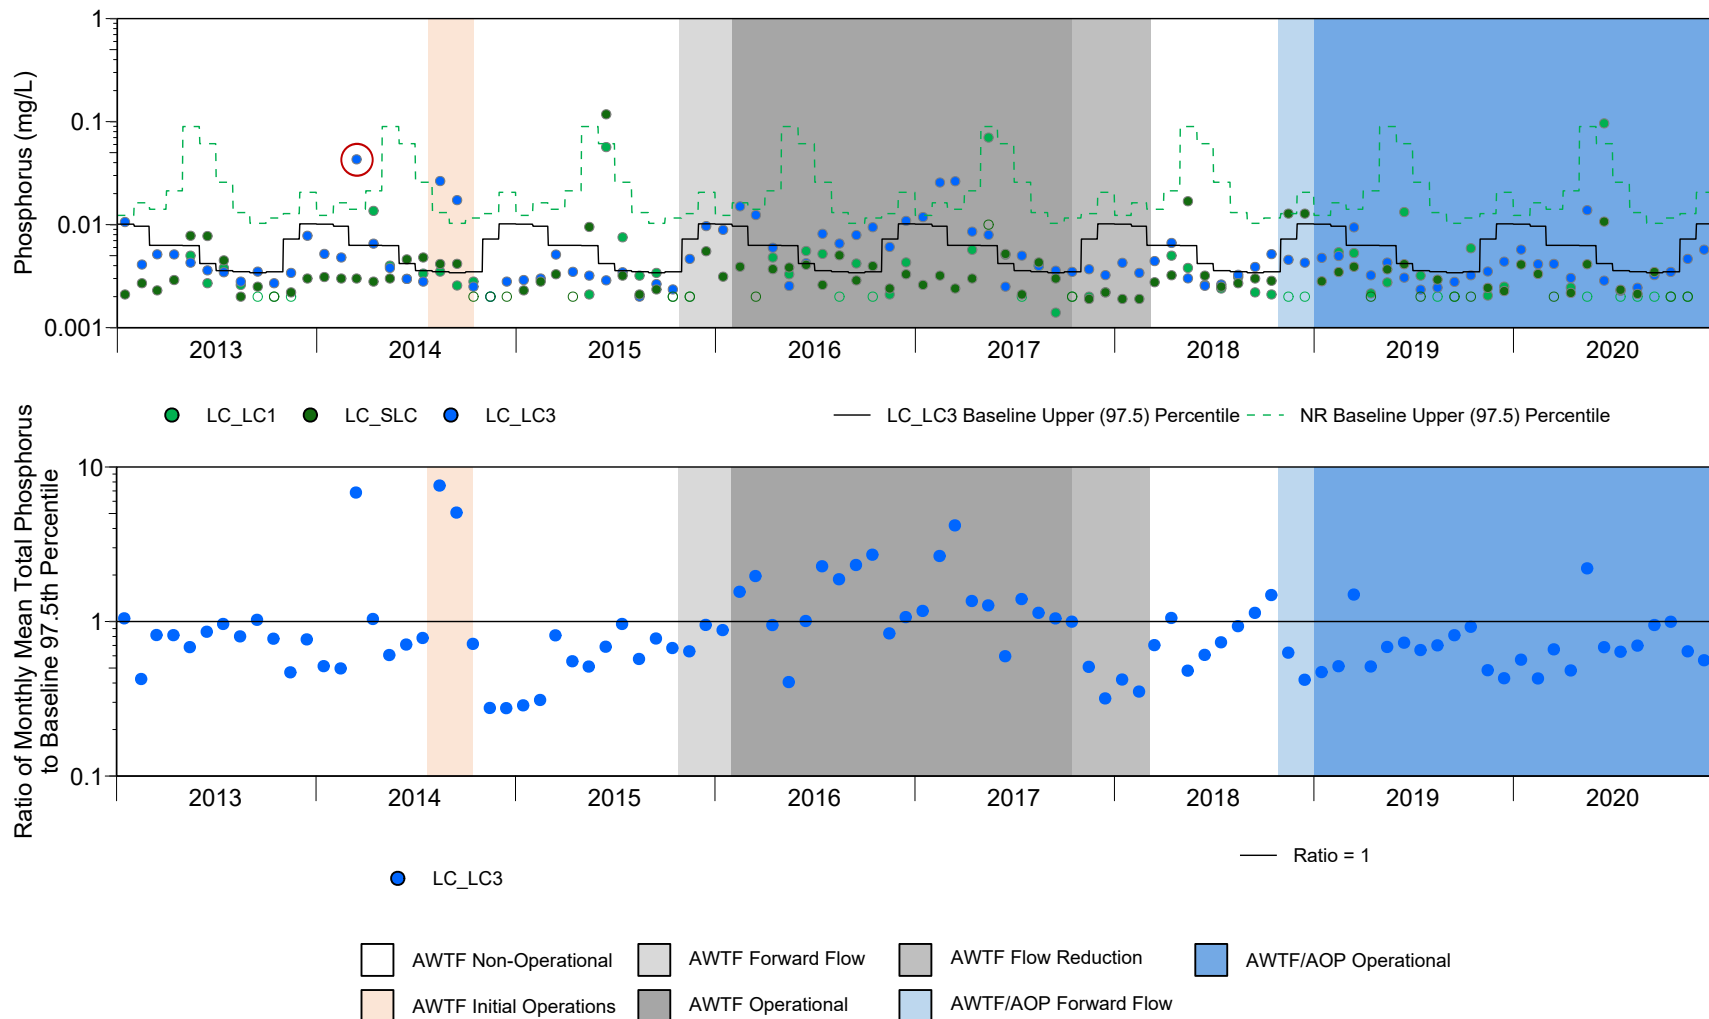 Phosphorus (mg/L)
1
0.1
0.01
0.001
2013 2014 2015 2016 2017 2018 2019 2020
LC_LC1 LC_SLC LC_LC3 LC_LC3 Baseline Upper (97.5) Percentile NR Baseline Upper (97.5) Percentile
Ratio of Monthly Mean Total Phosphorus
to Baseline 97.5th Percentile
10
1
0.1
2013 2014 2015 2016 2017 2018 2019 2020
Ratio = 1
LC_LC3
AWTF Non-Operational AWTF Forward Flow AWTF Flow Reduction AWTF/AOP Operational
AWTF Initial Operations AWTF Operational AWTF/AOP Forward Flow